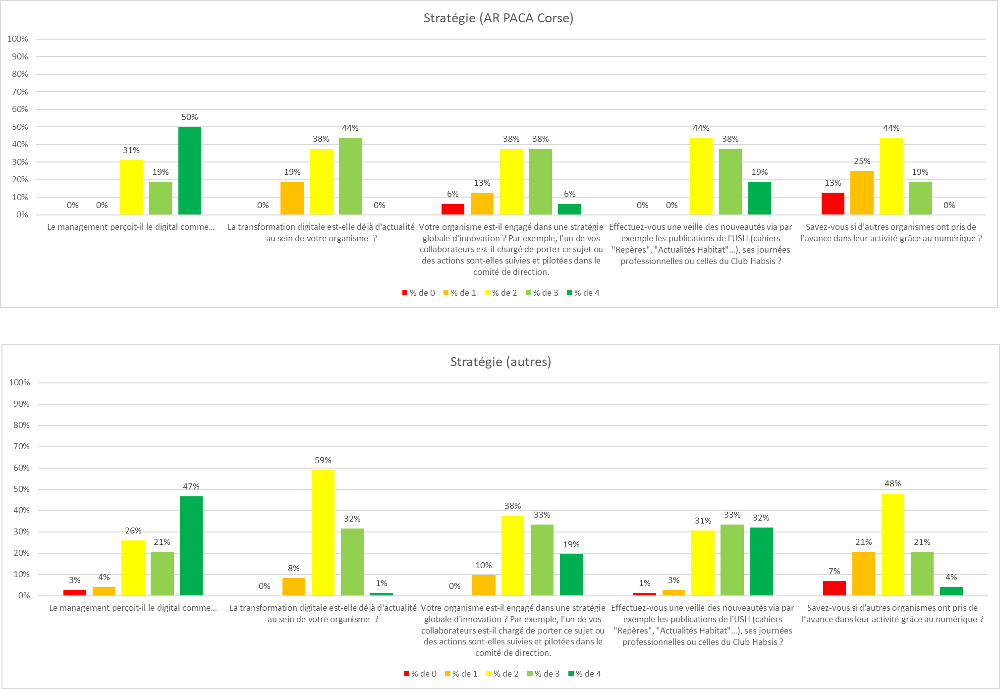 Stratégie (AR PACA Corse)
100%
90%
80%
70%
60%
50%
40%
30%
20%
10%
0%
0%
0%
31%
19%
50%
0%
19%
38%
44%
0%
6%
13%
38%
38%
6%
0%
0%
44%
38%
19%
13%
25%
44%
19%
0%
Le management perçoit-il le digital comme…
La transformation digitale est-elle déjà d'actualité
au sein de votre organisme ?
Votre organisme est-il engagé dans une stratégie
globale d'innovation ? Par exemple, l'un de vos
collaborateurs est-il chargé de porter ce sujet ou
des actions sont-elles suivies et pilotées dans le
comité de direction.
Effectuez-vous une veille des nouveautés via par
exemple les publications de l'USH (cahiers
"Repères", "Actualités Habitat"…), ses journées
professionnelles ou celles du Club Habsis ?
Savez-vous si d'autres organismes ont pris de
l’avance dans leur activité grâce au numérique ?
% de 0
% de 1
% de 2
% de 3
% de 4
Stratégie (autres)
100%
90%
80%
70%
60%
50%
40%
30%
20%
10%
0%
3%
4%
26%
21%
47%
0%
8%
59%
32%
1%
0%
10%
38%
33%
19%
1%
3%
31%
33%
32%
7%
21%
48%
21%
4%
Le management perçoit-il le digital comme…
La transformation digitale est-elle déjà d'actualité
au sein de votre organisme ?
Votre organisme est-il engagé dans une stratégie
globale d'innovation ? Par exemple, l'un de vos
collaborateurs est-il chargé de porter ce sujet ou
des actions sont-elles suivies et pilotées dans le
comité de direction.
Effectuez-vous une veille des nouveautés via par
exemple les publications de l'USH (cahiers
"Repères", "Actualités Habitat"…), ses journées
professionnelles ou celles du Club Habsis ?
Savez-vous si d'autres organismes ont pris de
l’avance dans leur activité grâce au numérique ?
% de 0
% de 1
% de 2
% de 3
% de 4